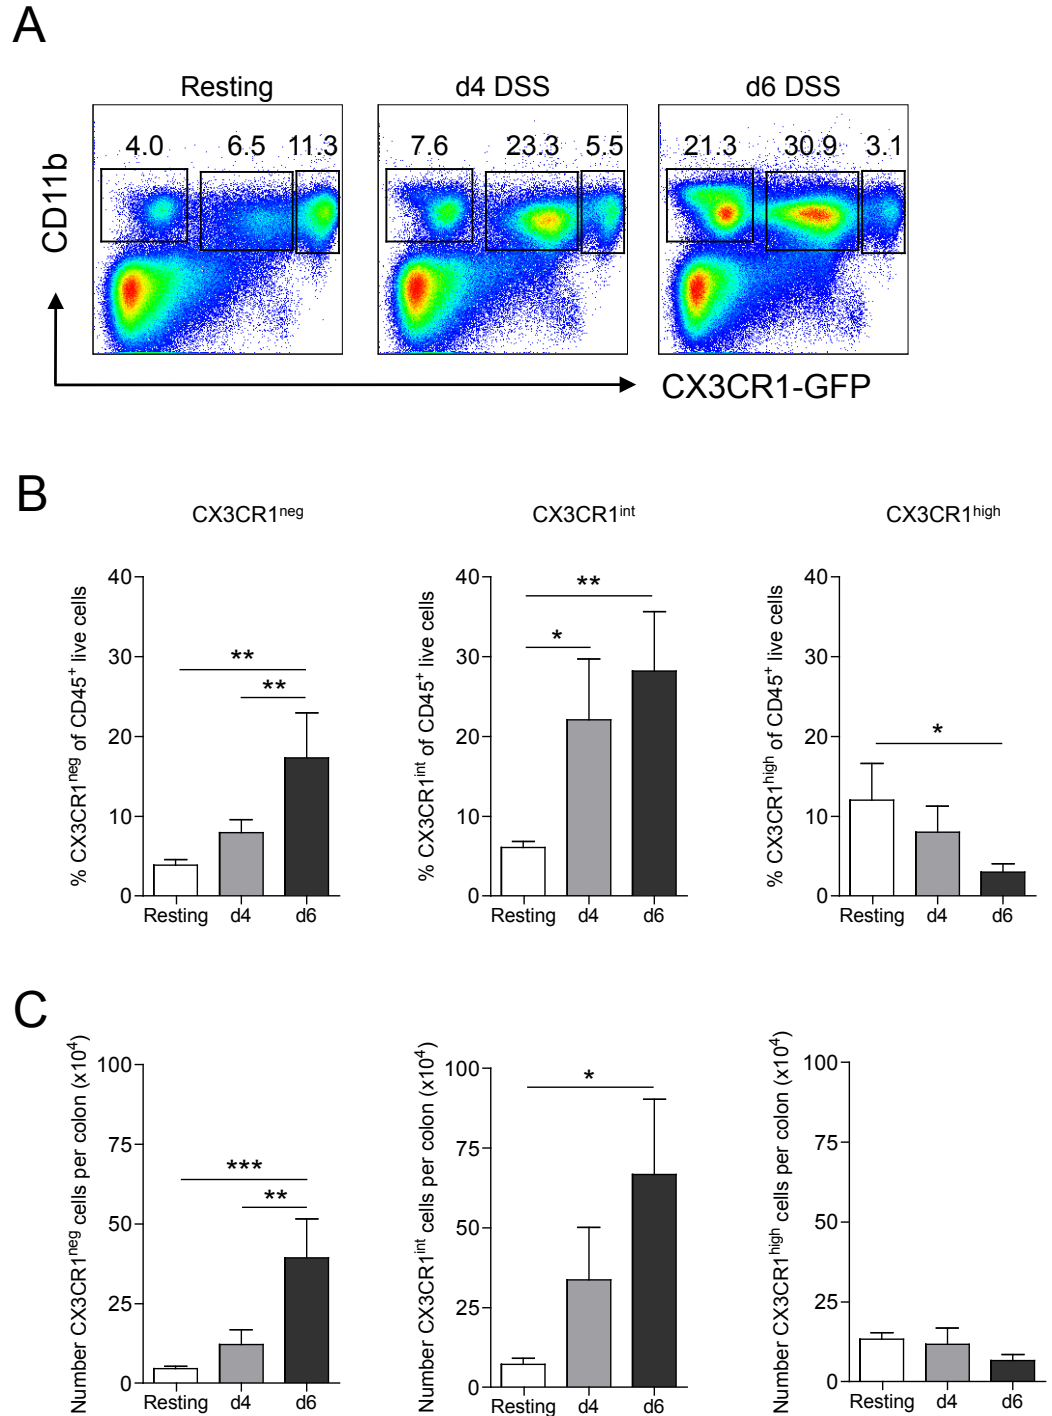 A
Resting d4 DSS d6 DSS
4.0 6.5 11.3 7.6 23.3 5.5 21.3 30.9 3.1
CD11b
CX3CR1-GFP
B
CX3CR1neg CX3CR1int CX3CR1high
% CX3CR1neg of CD45+ live cells
40
30
20
10
0
** 
**
Resting d4 d6
% CX3CR1int of CD45+ live cells
40
30
20
10
0
**
*
Resting d4 d6
% CX3CR1high of CD45+ live cells
40
30
20
10
0
*
Resting d4 d6
C
Number CX3CR1neg cells per colon (x104)
100
75
50
25
0
***
**
Resting d4 d6
Number CX3CR1int cells per colon (x104)
100
75
50
25
0
*
Resting d4 d6
Number CX3CR1high cells per colon (x104)
100
75
50
25
0
Resting d4 d6